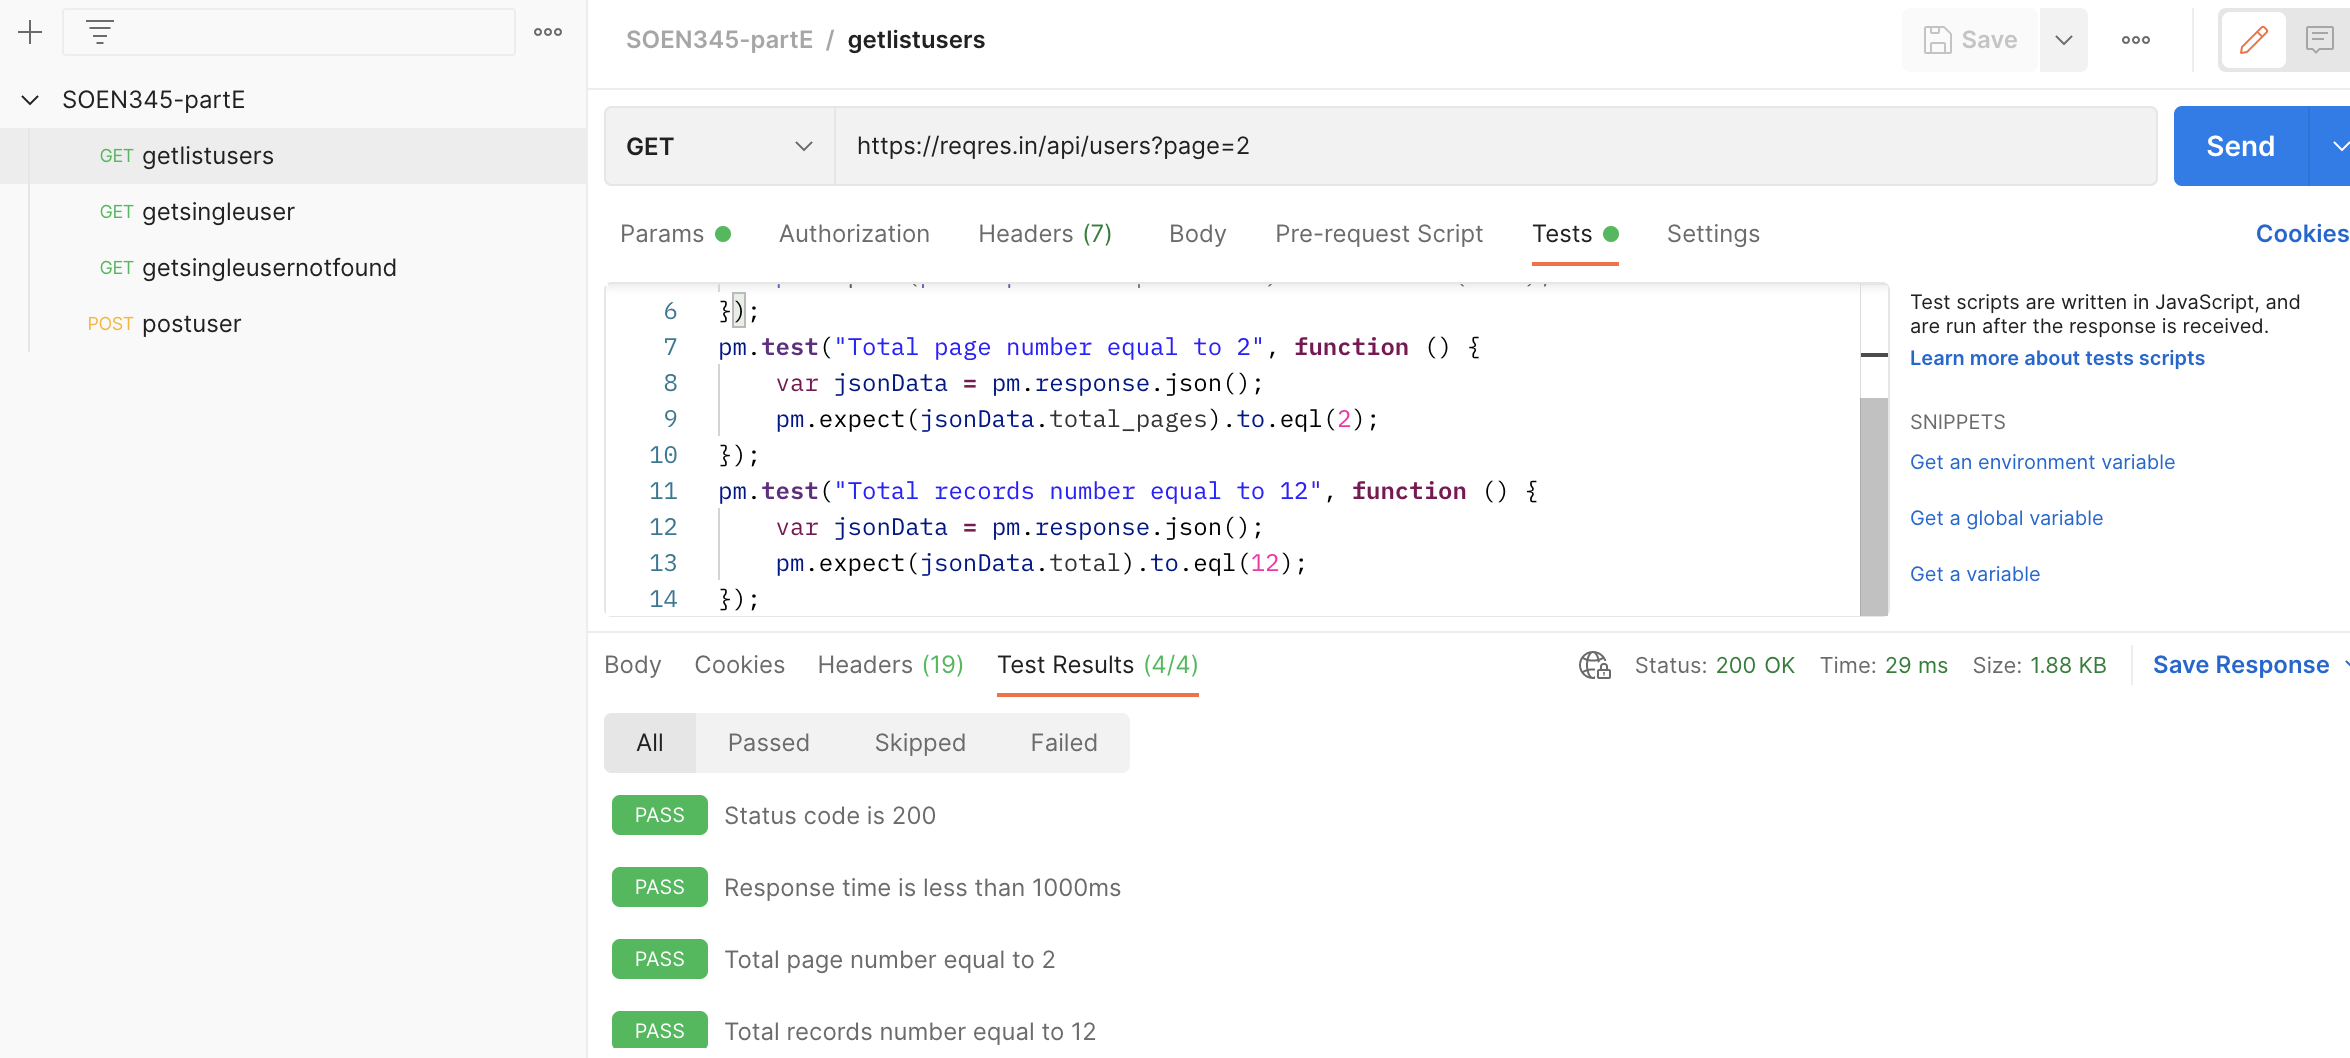 SOEN345-partE / getlistusers
Save
SOEN345-partE
GET getlistusers
GET getsingleuser
GET getsingleusernotfound
POST postuser
GET https://reqres.in/api/users?page=2 Send
Params Authorization Headers (7) Body Pre-request Script Tests Settings Cookies
6 });
7 pm.test("Total page number equal to 2", function () {
8 var jsonData = pm.response.json();
9 pm.expect(jsonData.total_pages).to.eql(2);
10 });
11 pm.test("Total records number equal to 12", function () {
12 var jsonData = pm.response.json();
13 pm.expect(jsonData.total).to.eql(12);
14 });
Test scripts are written in JavaScript, and
are run after the response is received.
Learn more about tests scripts
SNIPPETS
Get an environment variable
Get a global variable
Get a variable
Body Cookies Headers (19) Test Results (4/4) Status: 200 OK Time: 29 ms Size: 1.88 KB Save Response
All Passed Skipped Failed
PASS Status code is 200
PASS Response time is less than 1000ms
PASS Total page number equal to 2
PASS Total records number equal to 12